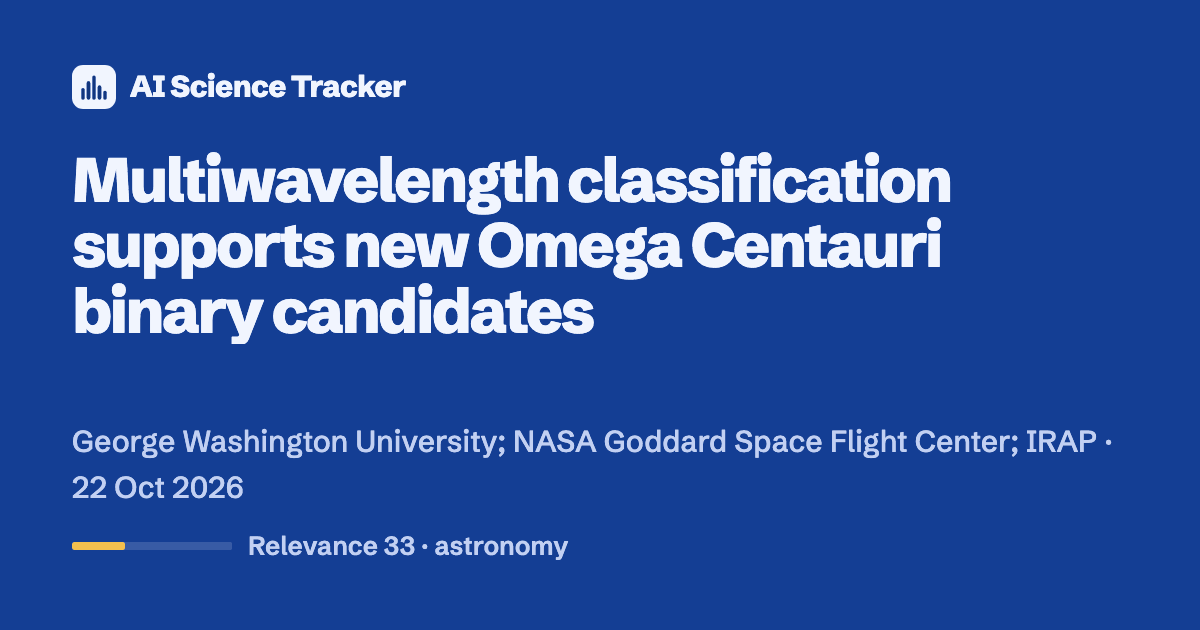 AI Science Tracker
Multiwavelength classification
supports new Omega Centauri
binary candidates
George Washington University; NASA Goddard Space Flight Center; IRAP ·
22 Oct 2026
Relevance 33 · astronomy